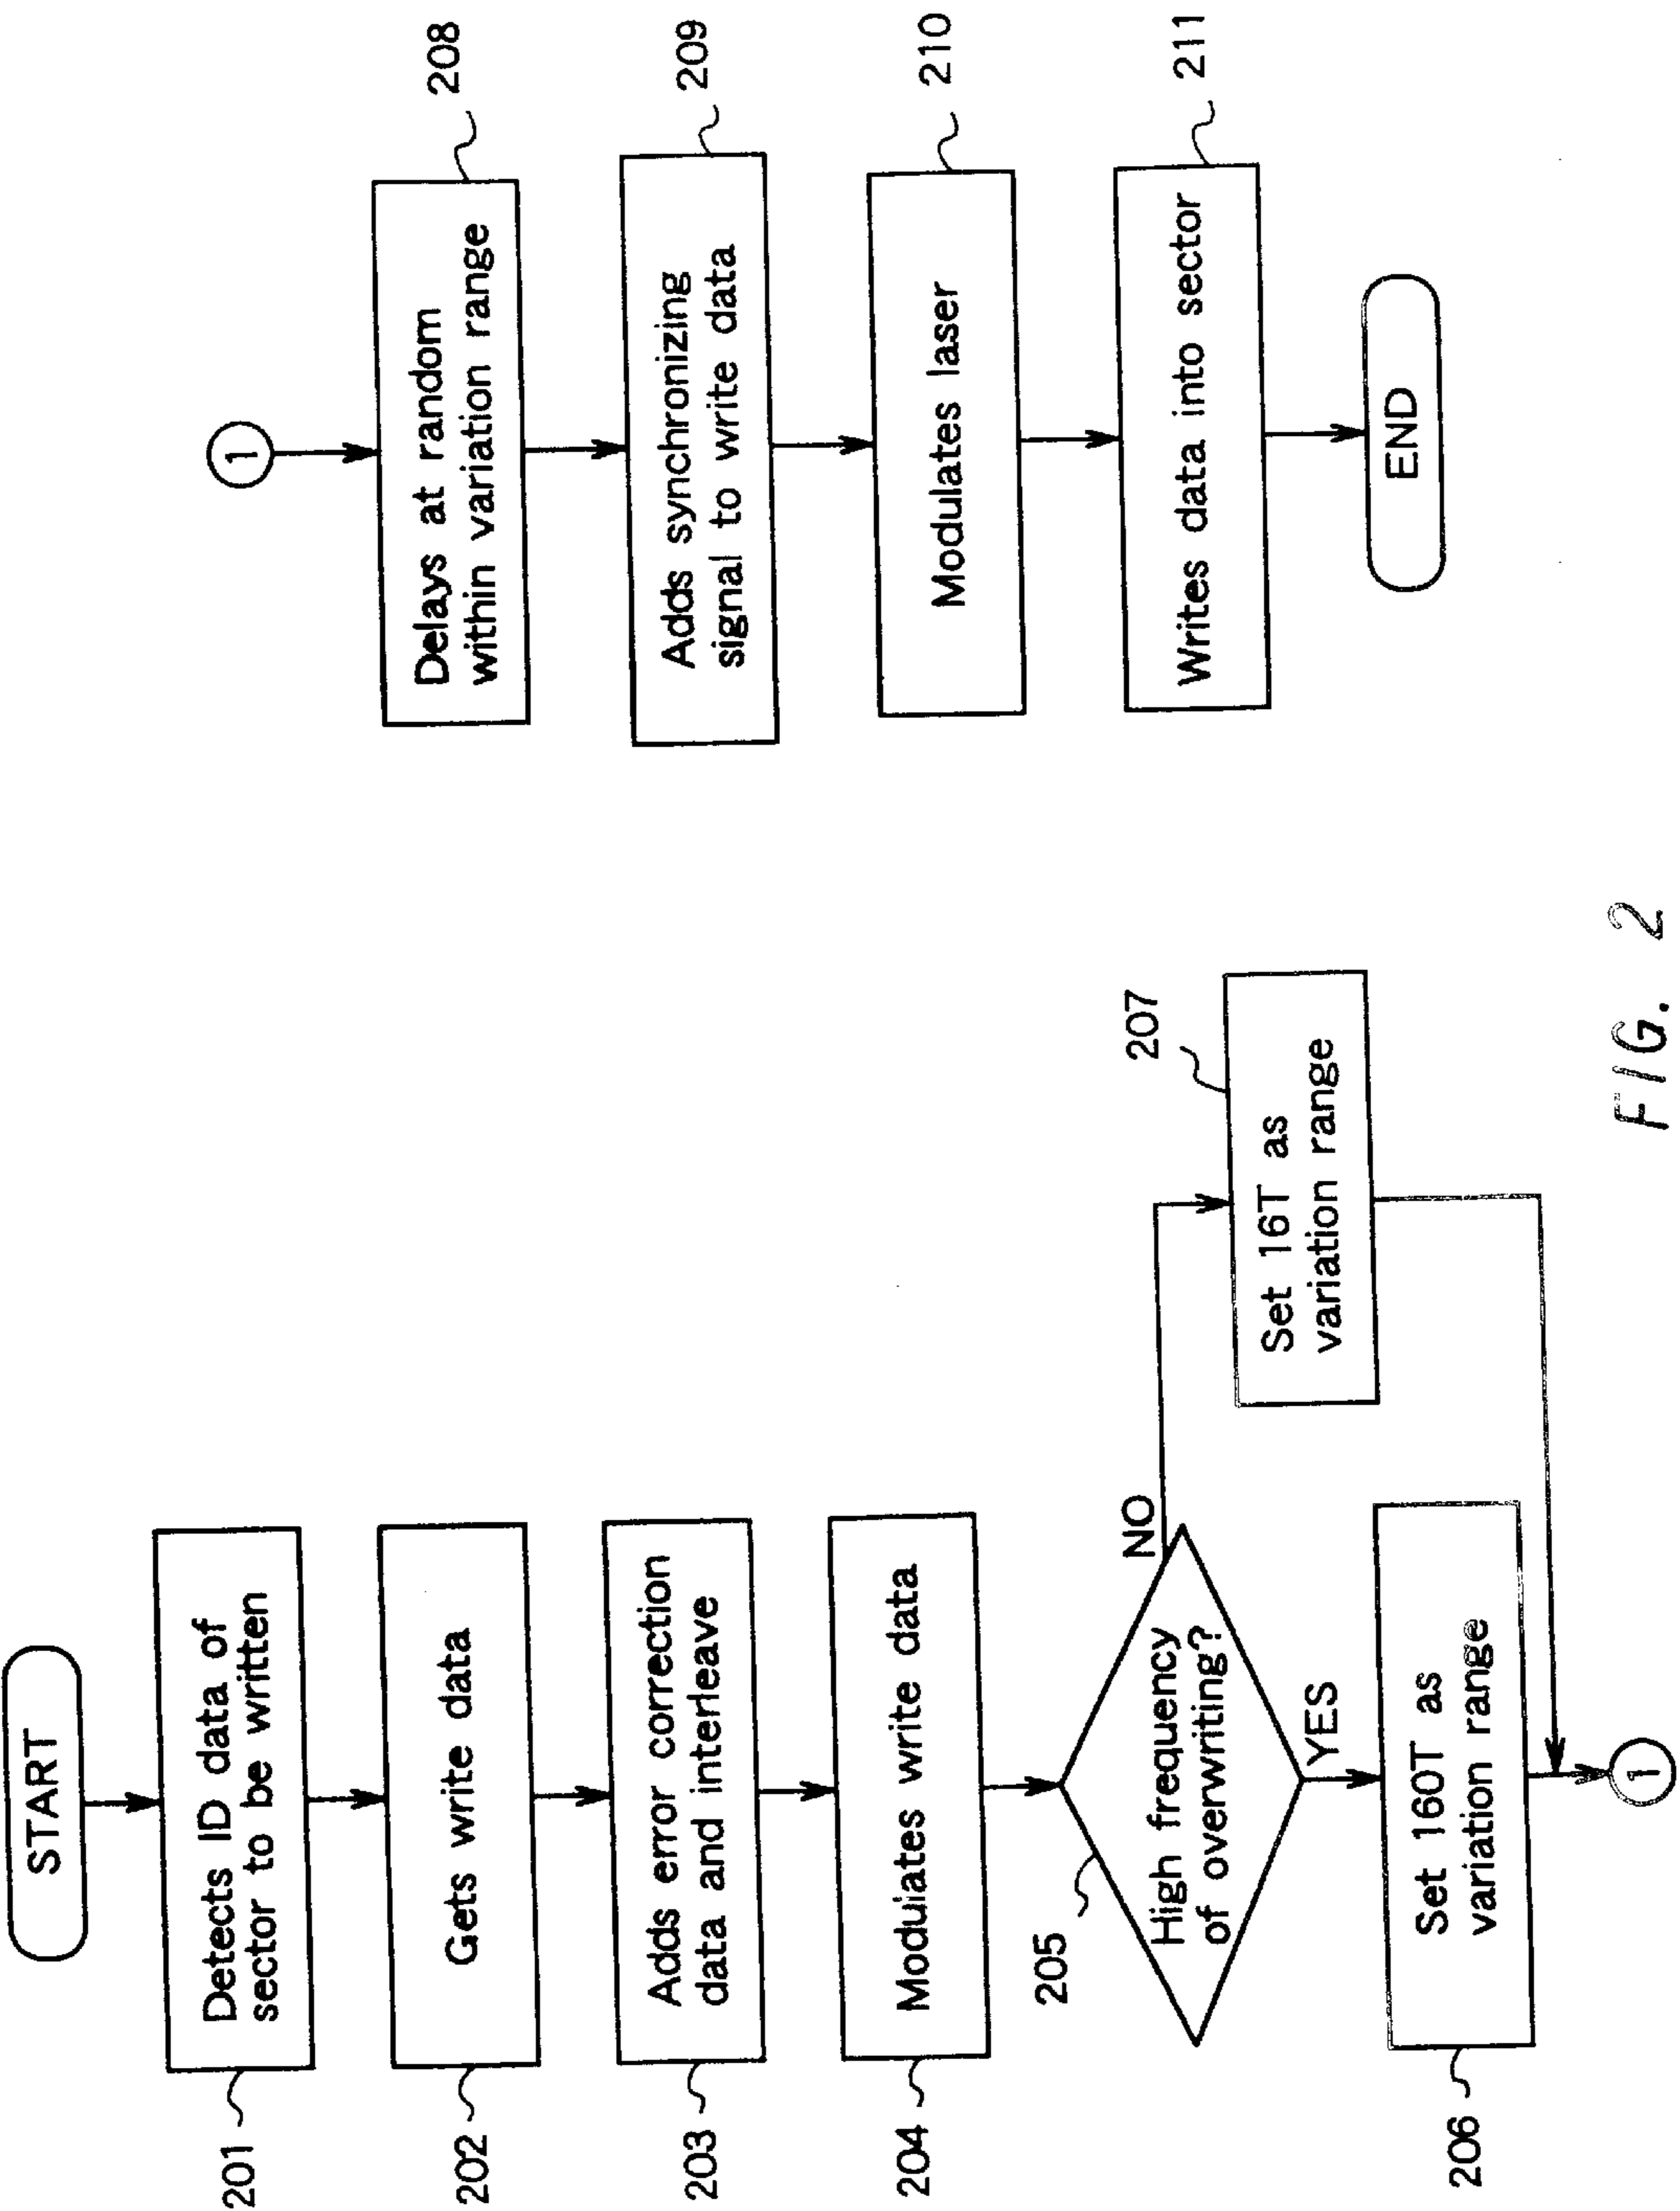 START
201
Detects ID data of
sector to be written
202
Gets write data
203
Adds error correction
data and interleave
204
Modulates write data
205
High frequency
of overwriting?
NO
YES
206
Set 160T as
variation range
207
Set 16T as
variation range
1
1
208
Delays at random
within variation range
209
Adds synchronizing
signal to write data
210
Modulates laser
211
Writes data into sector
END
FIG. 2